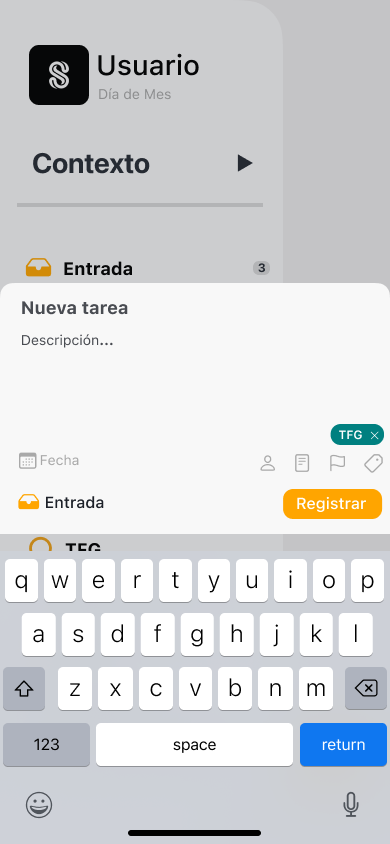 Usuario
Día de Mes
Contexto
Entrada
3
Nueva tarea
Descripción...
TFG
Fecha
Entrada
Registrar
TFG
q w e r t y u i o p
a s d f g h j k l
z x c v b n m
123
space
return